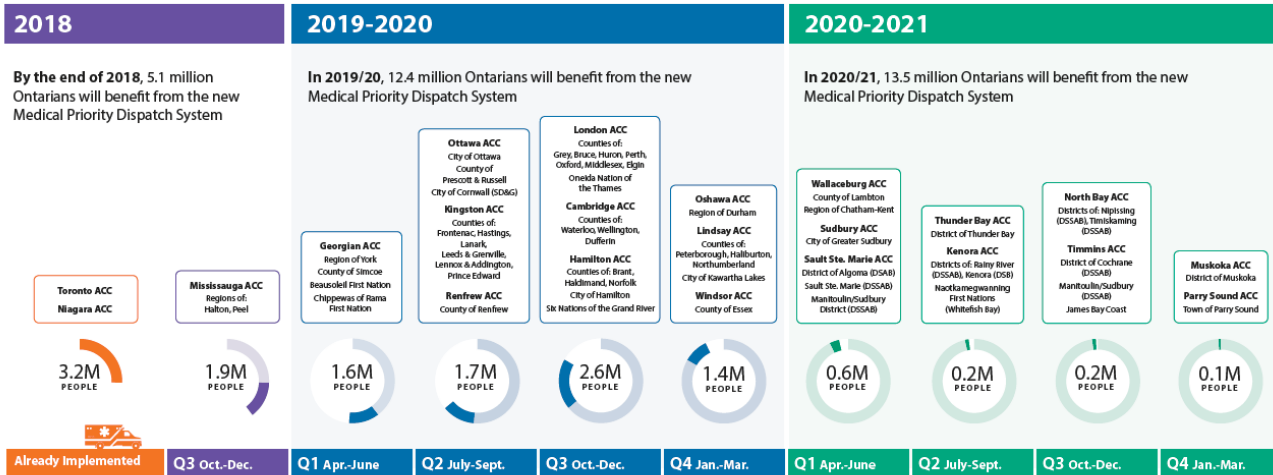 2018
By the end of 2018, 5.1 million
Ontarians will benefit from the new
Medical Priority Dispatch System
Toronto ACC
Niagara ACC
3.2M
PEOPLE
Already Implemented
Mississauga ACC
Regions of:
Halton, Peel
1.9M
PEOPLE
Q3 Oct.-Dec.
2019-2020
In 2019/20, 12.4 million Ontarians will benefit from the new
Medical Priority Dispatch System
Georgian ACC
Region of York
County of Simcoe
Beausoleil First Nation
Chippewas of Rama
First Nation
1.6M
PEOPLE
Q1 Apr.-June
Ottawa ACC
City of Ottawa
County of
Prescott & Russell
City of Cornwall (SD&G)
Kingston ACC
Counties of:
Frontenac, Hastings,
Lanark,
Leeds & Grenville,
Lennox & Addington,
Prince Edward
Renfrew ACC
County of Renfrew
1.7M
PEOPLE
Q2 July-Sept.
London ACC
Counties of:
Grey, Bruce, Huron, Perth,
Oxford, Middlesex, Elgin
Oneida Nation of
the Thames
Cambridge ACC
Counties of:
Waterloo, Wellington,
Dufferin
Hamilton ACC
Counties of: Brant,
Haldimand, Norfolk
City of Hamilton
Six Nations of the Grand River
2.6M
PEOPLE
Q3 Oct.-Dec.
Oshawa ACC
Region of Durham
Lindsay ACC
Counties of:
Peterborough, Haliburton,
Northumberland
City of Kawartha Lakes
Windsor ACC
County of Essex
1.4M
PEOPLE
Q4 Jan.-Mar.
2020-2021
In 2020/21, 13.5 million Ontarians will benefit from the new
Medical Priority Dispatch System
Wallaceburg ACC
County of Lambton
Region of Chatham-Kent
Sudbury ACC
City of Greater Sudbury
Sault Ste. Marie ACC
District of Algoma (DSAB)
Sault Ste. Marie (DSSAB)
Manitoulin/Sudbury
District (DSSAB)
0.6M
PEOPLE
Q1 Apr.-June
Thunder Bay ACC
District of Thunder Bay
Kenora ACC
Districts of: Rainy River
(DSSAB), Kenora (DSB)
Naotkamegwanning
First Nations
(Whitefish Bay)
0.2M
PEOPLE
Q2 July-Sept.
North Bay ACC
Districts of: Nipissing
(DSSAB), Timiskaming
(DSSAB)
Timmins ACC
District of Cochrane
(DSSAB)
Manitoulin/Sudbury
(DSSAB)
James Bay Coast
0.2M
PEOPLE
Q3 Oct.-Dec.
Muskoka ACC
District of Muskoka
Parry Sound ACC
Town of Parry Sound
0.1M
PEOPLE
Q4 Jan.-Mar.